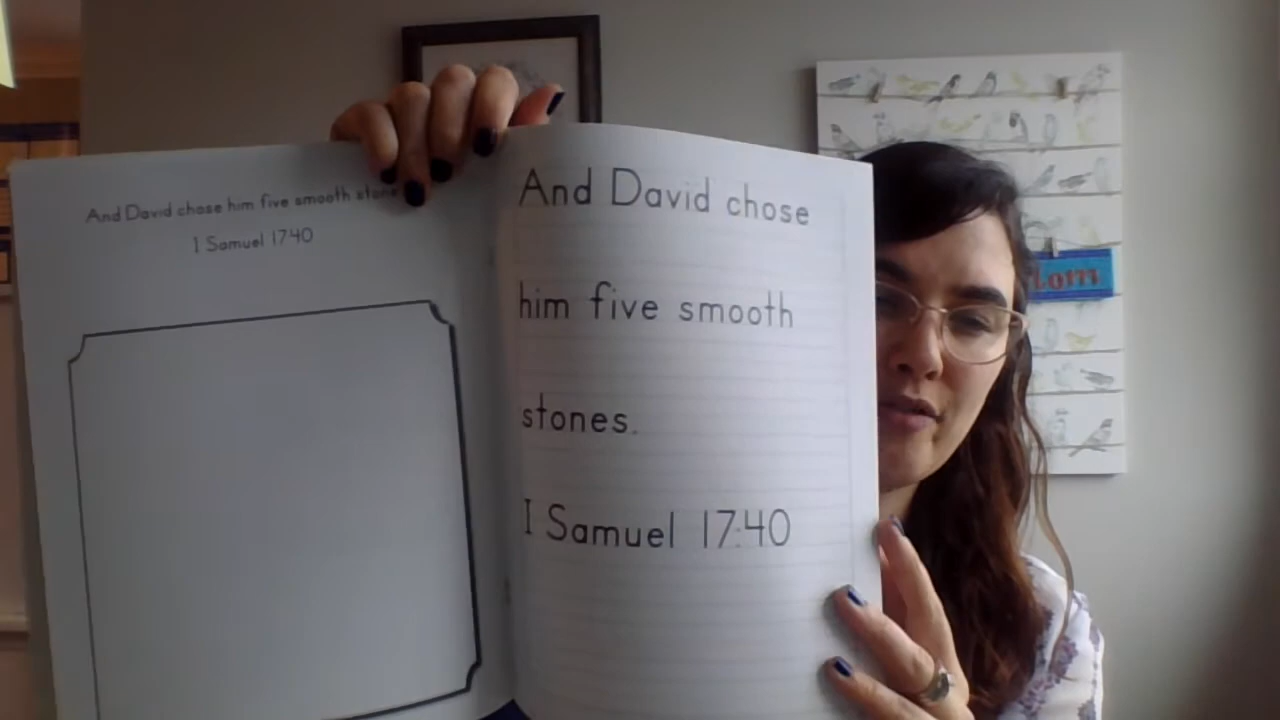 And David chose him five smooth stone
I Samuel 17:40
And David chose
him five smooth
stones.
I Samuel 17:40